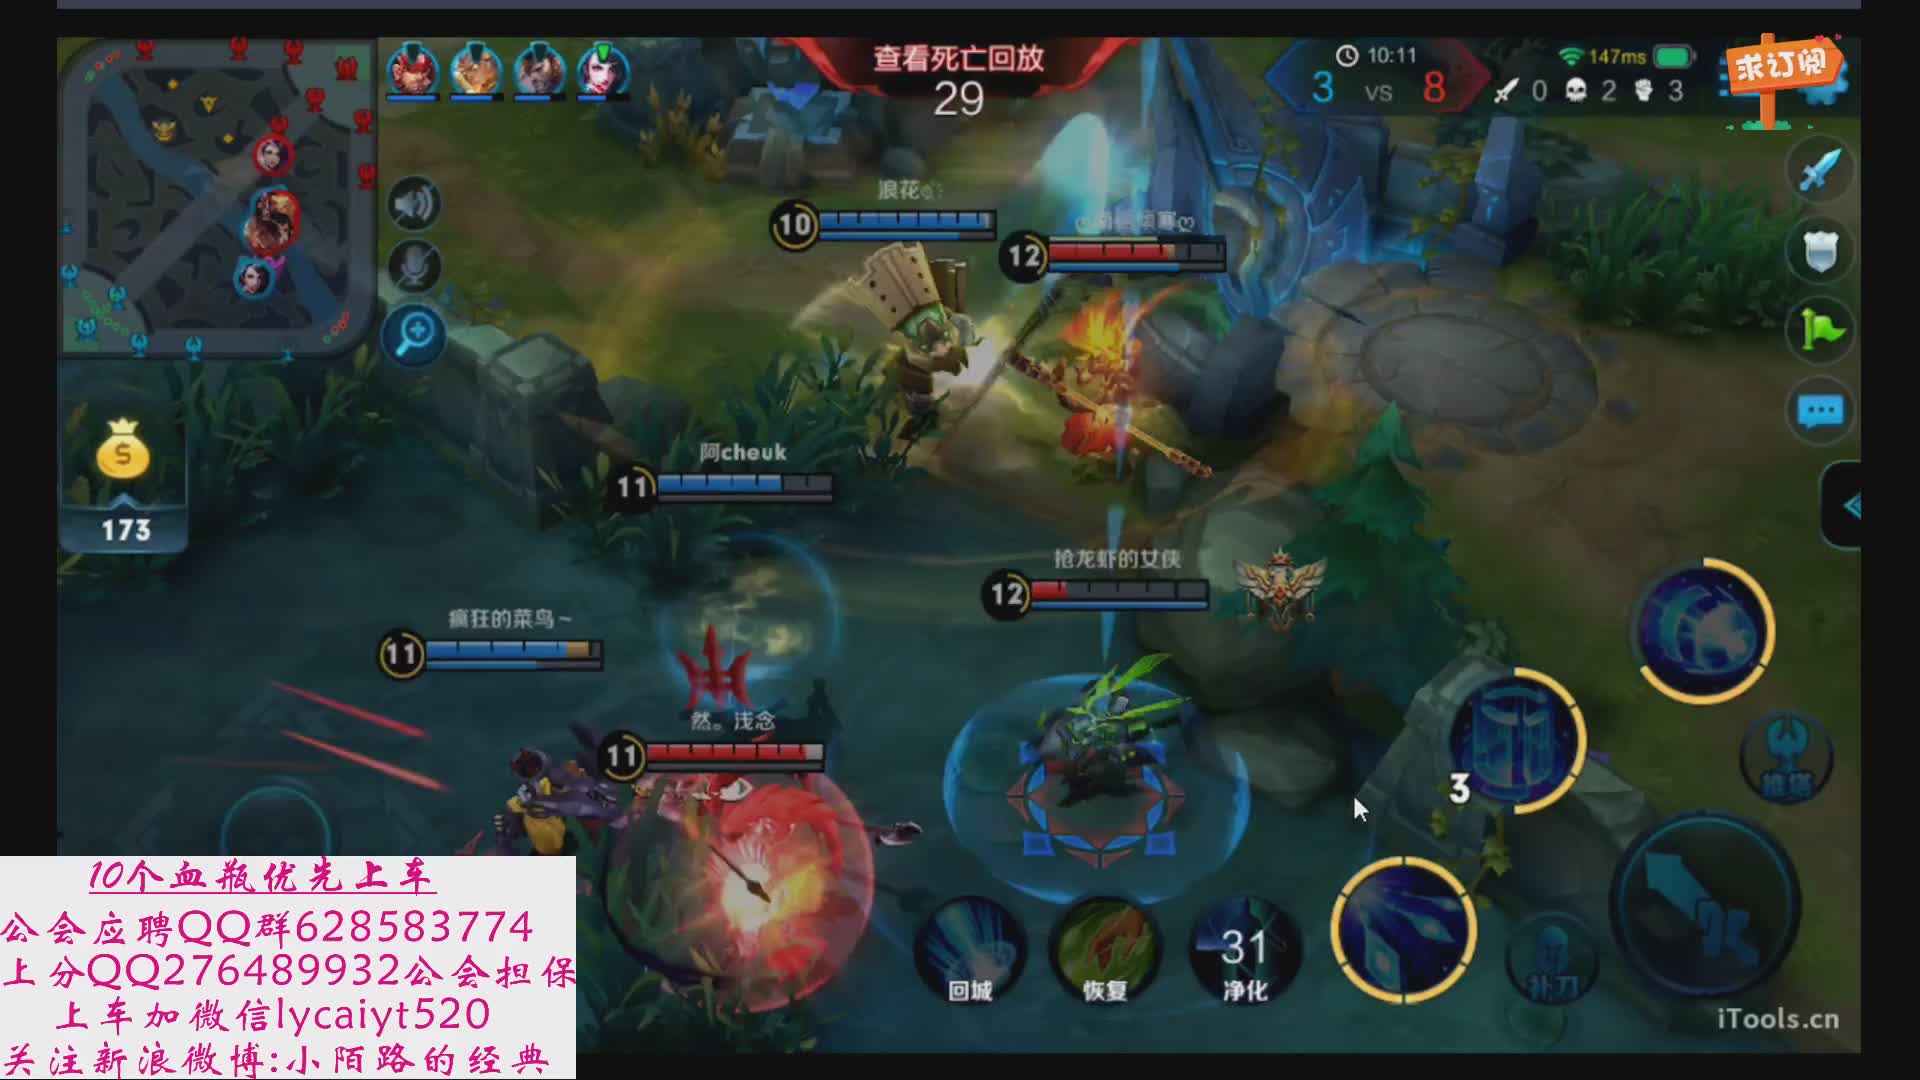 查看死亡回放
29
10:11
147ms
3 VS 8
0 2 3
求订阅
浪花
10
12
173
阿cheuk
11
抢龙虾的女侠
12
疯狂的菜鸟~
11
然。浅念
11
3
推塔
31
回城
恢复
净化
补刀
iTools.cn
10个血瓶优先上车
公会应聘QQ群628583774
上分QQ276489932公会担保
上车加微信lycaiyt520
关注新浪微博:小陌路的经典